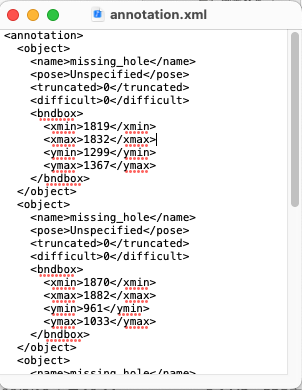 annotation.xml
<annotation>
  <object>
    <name>missing_hole</name>
    <pose>Unspecified</pose>
    <truncated>0</truncated>
    <difficult>0</difficult>
    <bndbox>
      <xmin>1819</xmin>
      <xmax>1832</xmax>
      <ymin>1299</ymin>
      <ymax>1367</ymax>
    </bndbox>
  </object>
  <object>
    <name>missing_hole</name>
    <pose>Unspecified</pose>
    <truncated>0</truncated>
    <difficult>0</difficult>
    <bndbox>
      <xmin>1870</xmin>
      <xmax>1882</xmax>
      <ymin>961</ymin>
      <ymax>1033</ymax>
    </bndbox>
  </object>
  <object>
    <name>missing_hole</name>